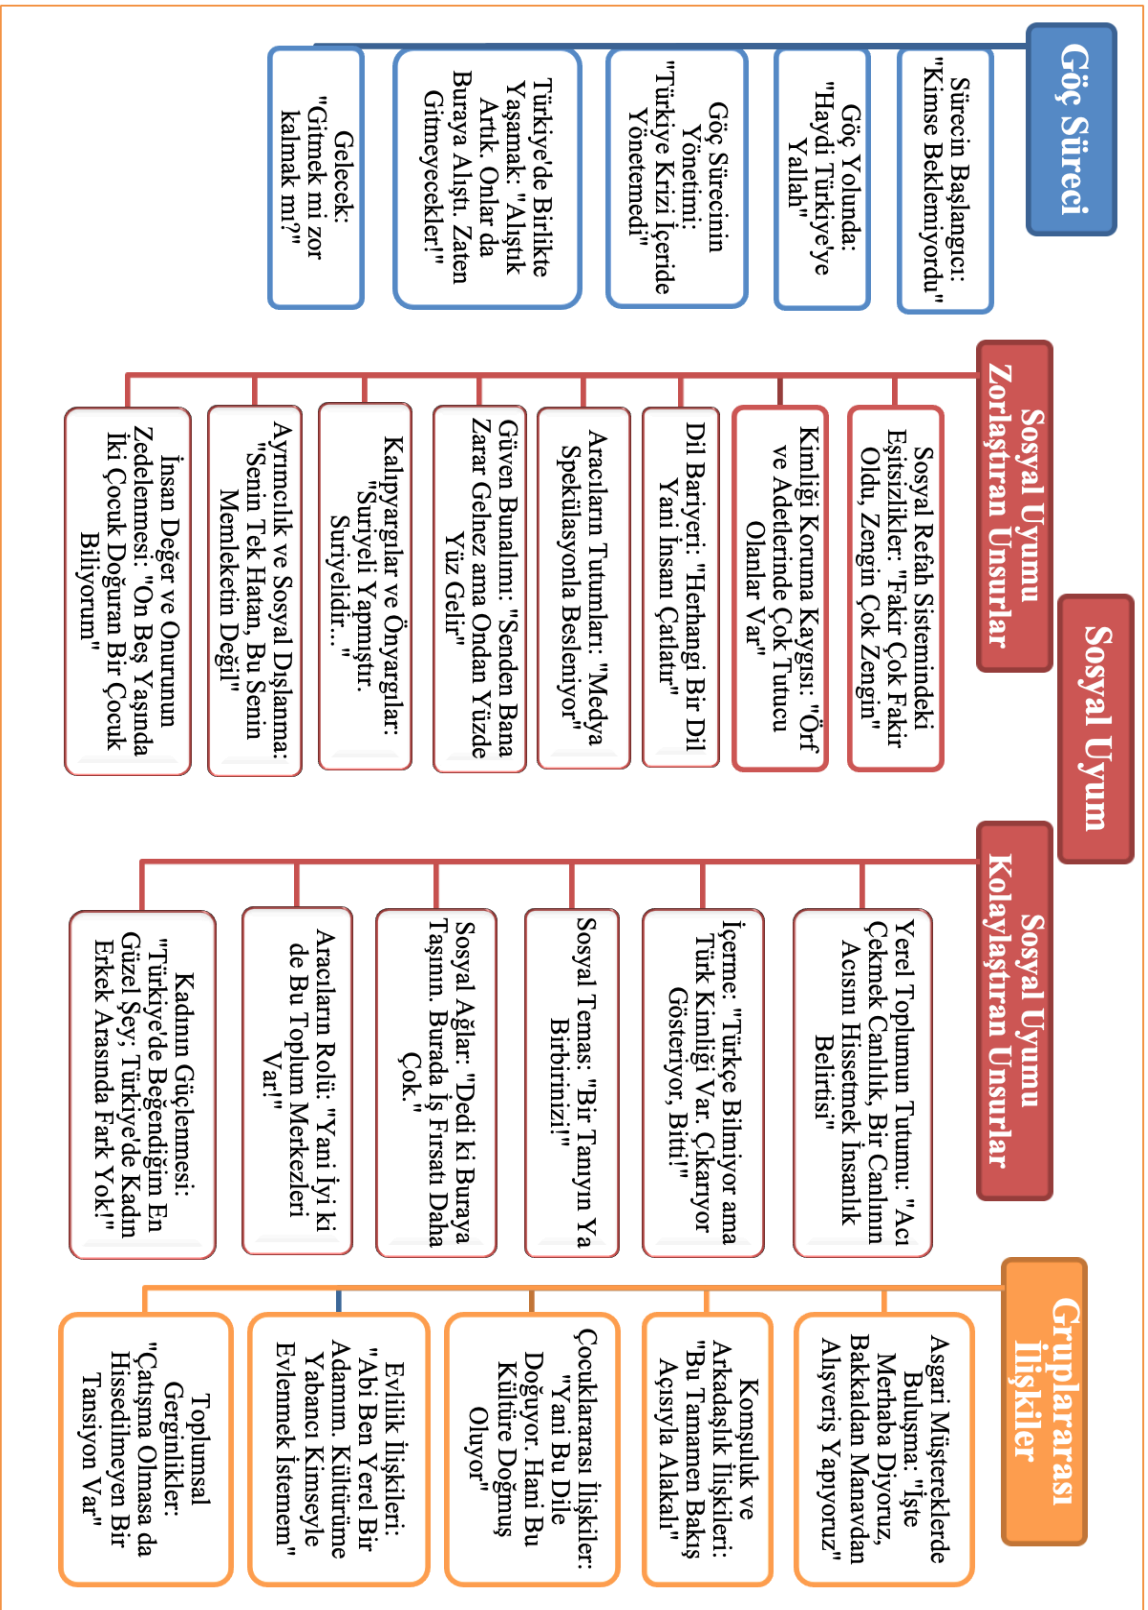 Göç Süreci
Sürecin Başlangıcı:
"Kimse Beklemiyordu"
Göç Yolunda:
"Haydi Türkiye'ye
Yallah"
Göç Sürecinin
Yönetimi:
"Türkiye Krizi İçeride
Yönetemedi"
Türkiye'de Birlikte
Yaşamak: "Alıştık
Artık. Onlar da
Buraya Alıştı. Zaten
Gitmeyecekler!"
Gelecek:
"Gitmek mi zor
kalmak mı?"
Sosyal Uyum
Sosyal Uyumu
Zorlaştıran Unsurlar
Sosyal Refah Sistemindeki
Eşitsizlikler: "Fakir Çok Fakir
Oldu, Zengin Çok Zengin"
Kimliği Koruma Kaygısı: "Örf
ve Adetlerinde Çok Tutucu
Olanlar Var"
Dil Bariyeri: "Herhangi Bir Dil
Yani İnsanı Çatlatır"
Aracıların Tutumları: "Medya
Spekülasyonla Besleniyor"
Güven Bunalımı: "Senden Bana
Zarar Gelmez ama Ondan Yüzde
Yüz Gelir"
Kalıpyargılar ve Önyargılar:
"Suriyeli Yapmıştır.
Suriyelidir..."
Ayrımcılık ve Sosyal Dışlanma:
"Senin Tek Hatan, Bu Senin
Memleketin Değil"
İnsan Değer ve Onurunun
Zedelenmesi: "On Beş Yaşında
İki Çocuk Doğuran Bir Çocuk
Biliyorum"
Sosyal Uyumu
Kolaylaştıran Unsurlar
Yerel Toplumun Tutumu: "Acı
Çekmek Canlılık, Bir Canlının
Acısını Hissetmek İnsanlık
Belirtisi"
İçerme: "Türkçe Bilmiyor ama
Türk Kimliği Var. Çıkarıyor
Gösteriyor, Bitti!"
Sosyal Temas: "Bir Tanıyın Ya
Birbirinizi!"
Sosyal Ağlar: "Dedi ki Buraya
Taşının. Burada İş Fırsatı Daha
Çok."
Aracıların Rolü: "Yani İyi ki
de Bu Toplum Merkezleri
Var!"
Kadının Güçlenmesi:
"Türkiye'de Beğendiğim En
Güzel Şey; Türkiye'de Kadın
Erkek Arasında Fark Yok!"
Gruplararası
İlişkiler
Asgari Müştereklerde
Buluşma: "İşte
Merhaba Diyoruz,
Bakkaldan Manavdan
Alışveriş Yapıyoruz"
Komşuluk ve
Arkadaşlık İlişkileri:
"Bu Tamamen Bakış
Açısıyla Alakalı"
Çocuklararası İlişkiler:
"Yani Bu Dile
Doğuyor. Hani Bu
Kültüre Doğmuş
Oluyor"
Evlilik İlişkileri:
"Abi Ben Yerel Bir
Adamım. Kültürüme
Yabancı Kimseyle
Evlenmek İstemem"
Toplumsal
Gerginlikler:
"Çatışma Olmasa da
Hissedilmeyen Bir
Tansiyon Var"